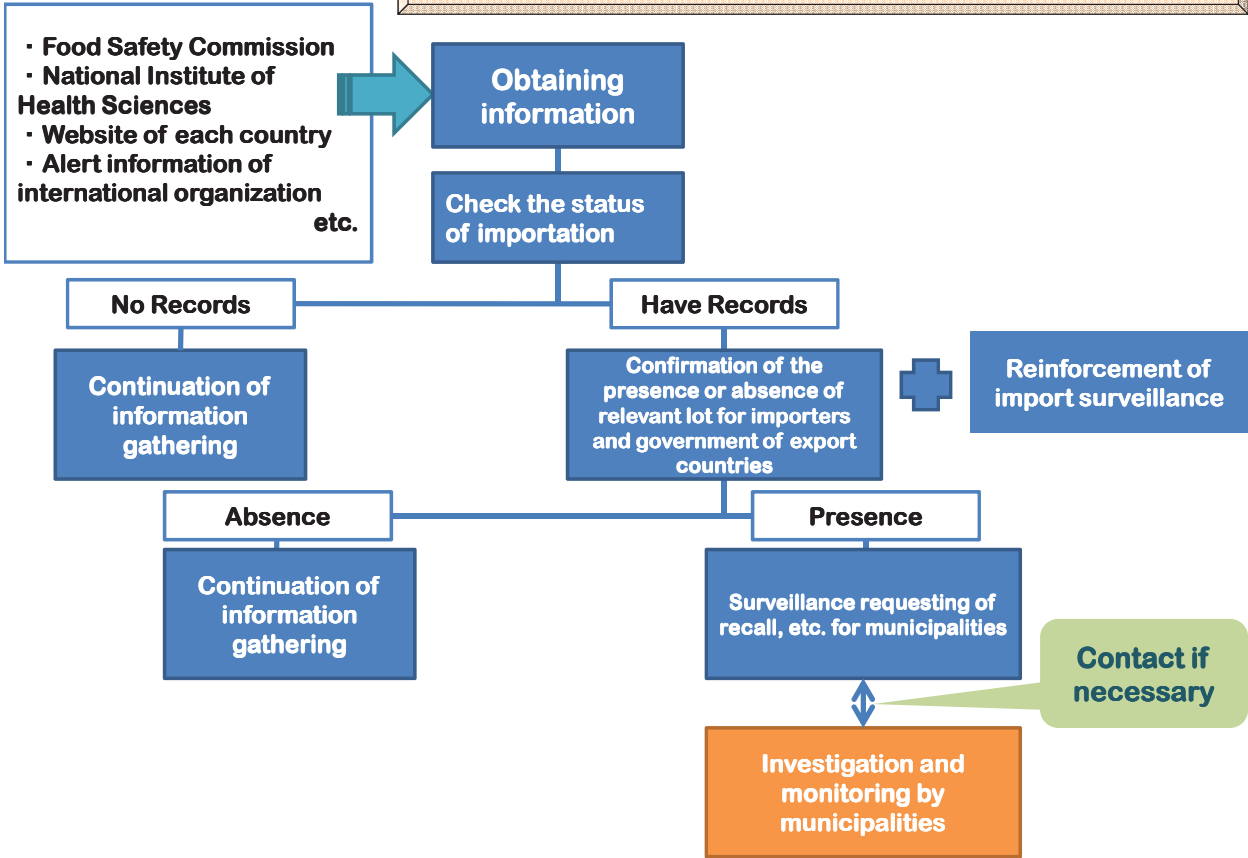 ・Food Safety Commission
・National Institute of
Health Sciences
・Website of each country
・Alert information of
international organization
etc.
Obtaining
information
Check the status
of importation
No Records
Have Records
Continuation of
information
gathering
Confirmation of the
presence or absence of
relevant lot for importers
and government of export
countries
Reinforcement of
import surveillance
Absence
Presence
Continuation of
information
gathering
Surveillance requesting of
recall, etc. for municipalities
Contact if
necessary
Investigation and
monitoring by
municipalities